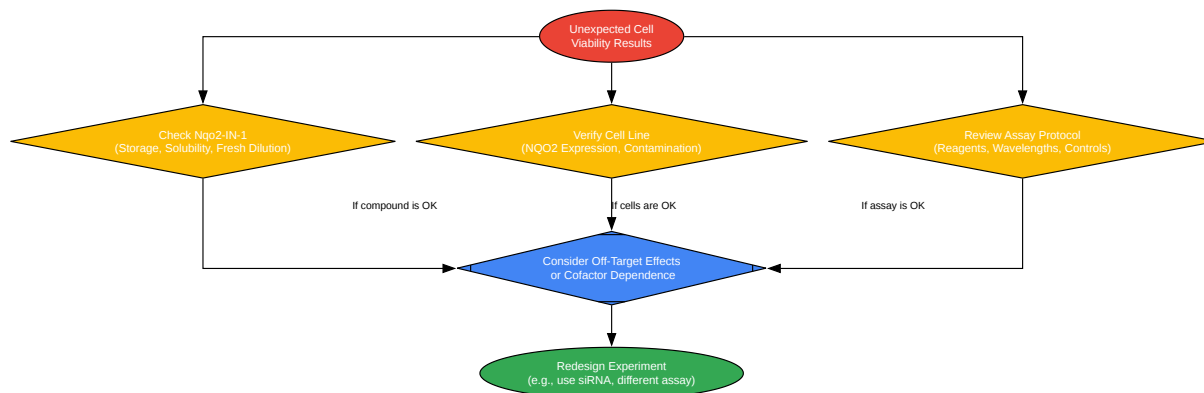 Unexpected Cell
Viability Results
Check Nqo2-IN-1
(Storage, Solubility, Fresh Dilution)
Verify Cell Line
(NQO2 Expression, Contamination)
Review Assay Protocol
(Reagents, Wavelengths, Controls)
If compound is OK
If cells are OK
If assay is OK
Consider Off-Target Effects
or Cofactor Dependence
Redesign Experiment
(e.g., use siRNA, different assay)